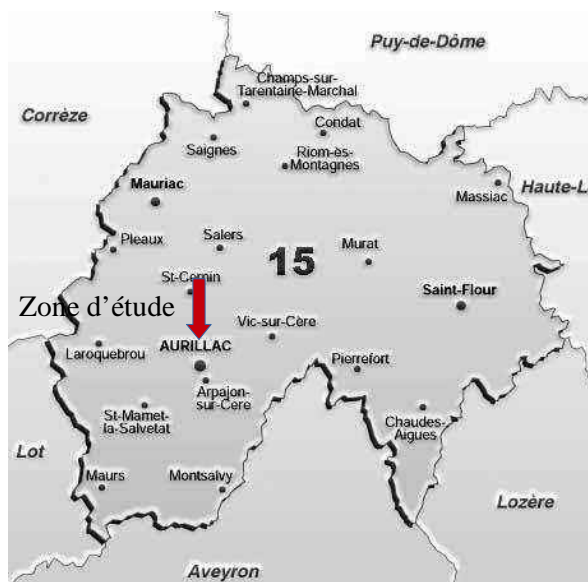 Puy-de-Dôme
Champs-sur-
Tarentaine-Marchal
Corrèze
Condat
Saignes
Riom-ès-
Montagnes
Mauriac
Massiac
Haute-L
Pleaux
Salers
15
Murat
St-Cernin
Saint-Flour
Zone d'étude
Vic-sur-Cère
AURILLAC
Laroquebrou
Pierrefort
Arpajon-
sur-Cère
St-Mamet-
la-Salvetat
Chaudes-
Aigues
Lot
Maurs
Montsalvy
Lozère
Aveyron